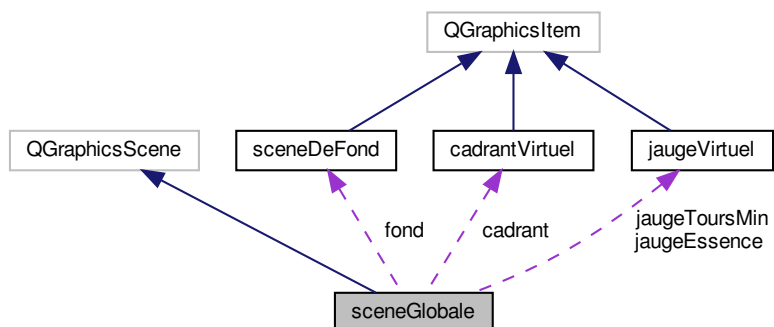 QGraphicsItem
QGraphicsScene
sceneDeFond
cadrantVirtuel
jaugeVirtuel
fond
cadrant
jaugeToursMin
jaugeEssence
sceneGlobale